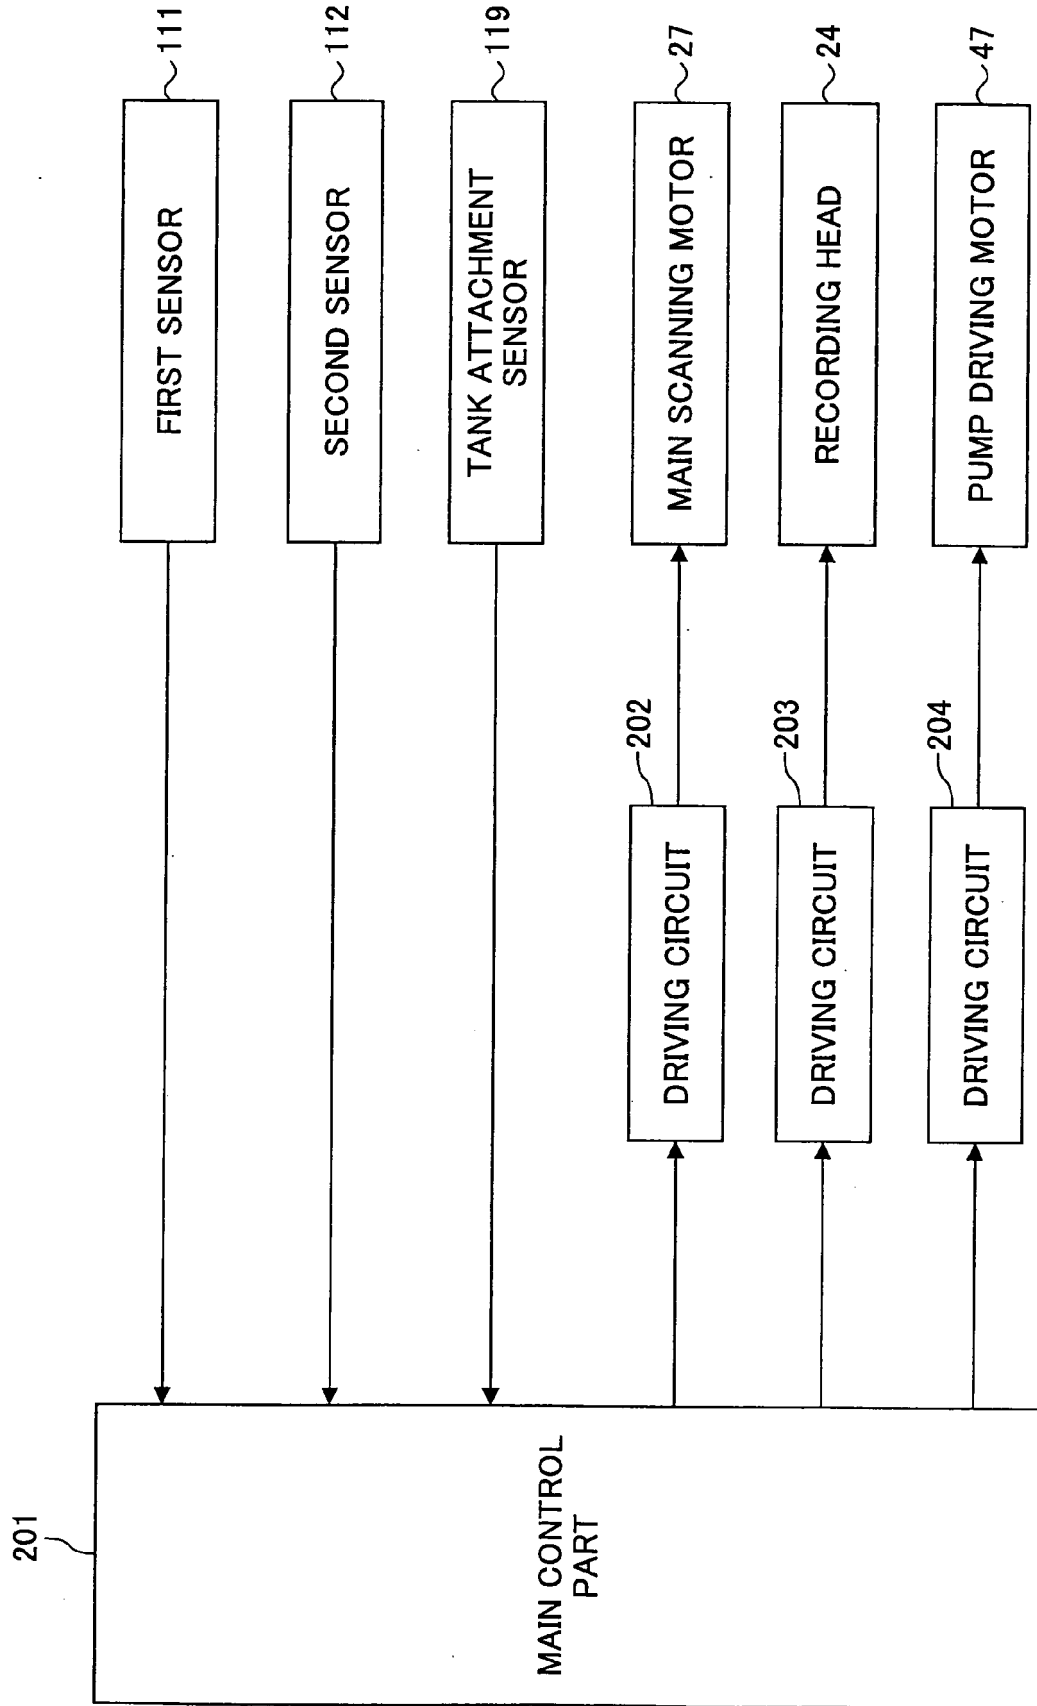 201
MAIN CONTROL
PART
FIRST SENSOR
111
SECOND SENSOR
112
TANK ATTACHMENT
SENSOR
119
DRIVING CIRCUIT
202
MAIN SCANNING MOTOR
27
DRIVING CIRCUIT
203
RECORDING HEAD
24
DRIVING CIRCUIT
204
PUMP DRIVING MOTOR
47